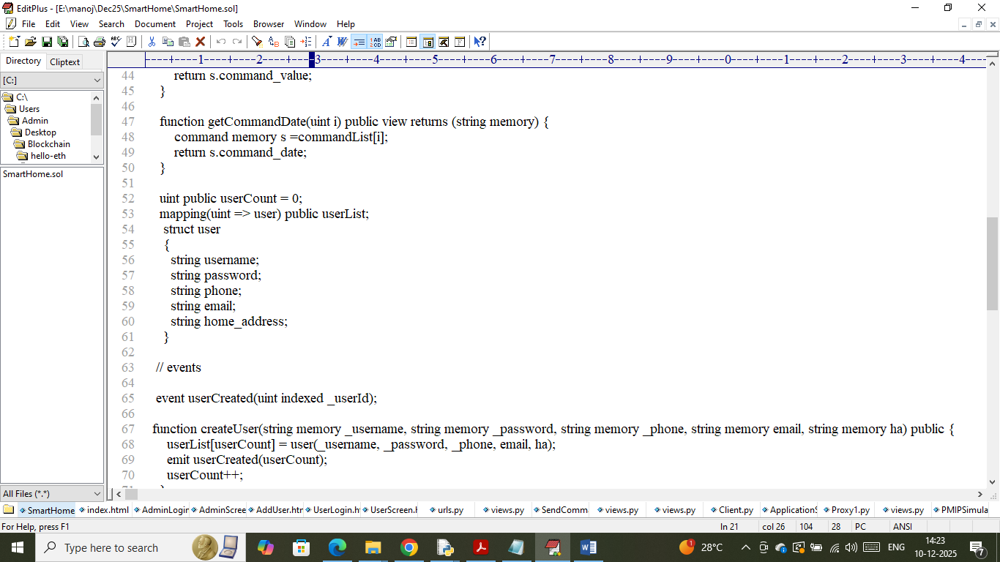 EditPlus - [E:\manoj\Dec25\SmartHome\SmartHome.sol]
File Edit View Search Document Project Tools Browser Window Help
Directory Cliptext
----+----1----+----2----+----3----+----4----+----5----+----6----+----7----+----8----+----9----+----0----+----1----+----2----+----3----+----4--
[C:]
C:\
Users
Admin
Desktop
Blockchain
hello-eth
SmartHome.sol
44 return s.command_value;
45 }
46
47 function getCommandDate(uint i) public view returns (string memory) {
48 command memory s =commandList[i];
49 return s.command_date;
50 }
51
52 uint public userCount = 0;
53 mapping(uint => user) public userList;
54 struct user
55 {
56 string username;
57 string password;
58 string phone;
59 string email;
60 string home_address;
61 }
62
63 // events
64
65 event userCreated(uint indexed _userId);
66
67 function createUser(string memory _username, string memory _password, string memory _phone, string memory email, string memory ha) public {
68 userList[userCount] = user(_username, _password, _phone, email, ha);
69 emit userCreated(userCount);
70 userCount++;
71 }
All Files (*.*)
SmartHome index.html AdminLogin AdminScree AddUser.htr UserLogin.h UserScreen.h urls.py views.py SendComm views.py views.py Client.py ApplicationS Proxy1.py views.py PMIPSimula
For Help, press F1 ln 21 col 26 104 28 PC ANSI
Type here to search 1 28°C ENG 14:23 10-12-2025 7